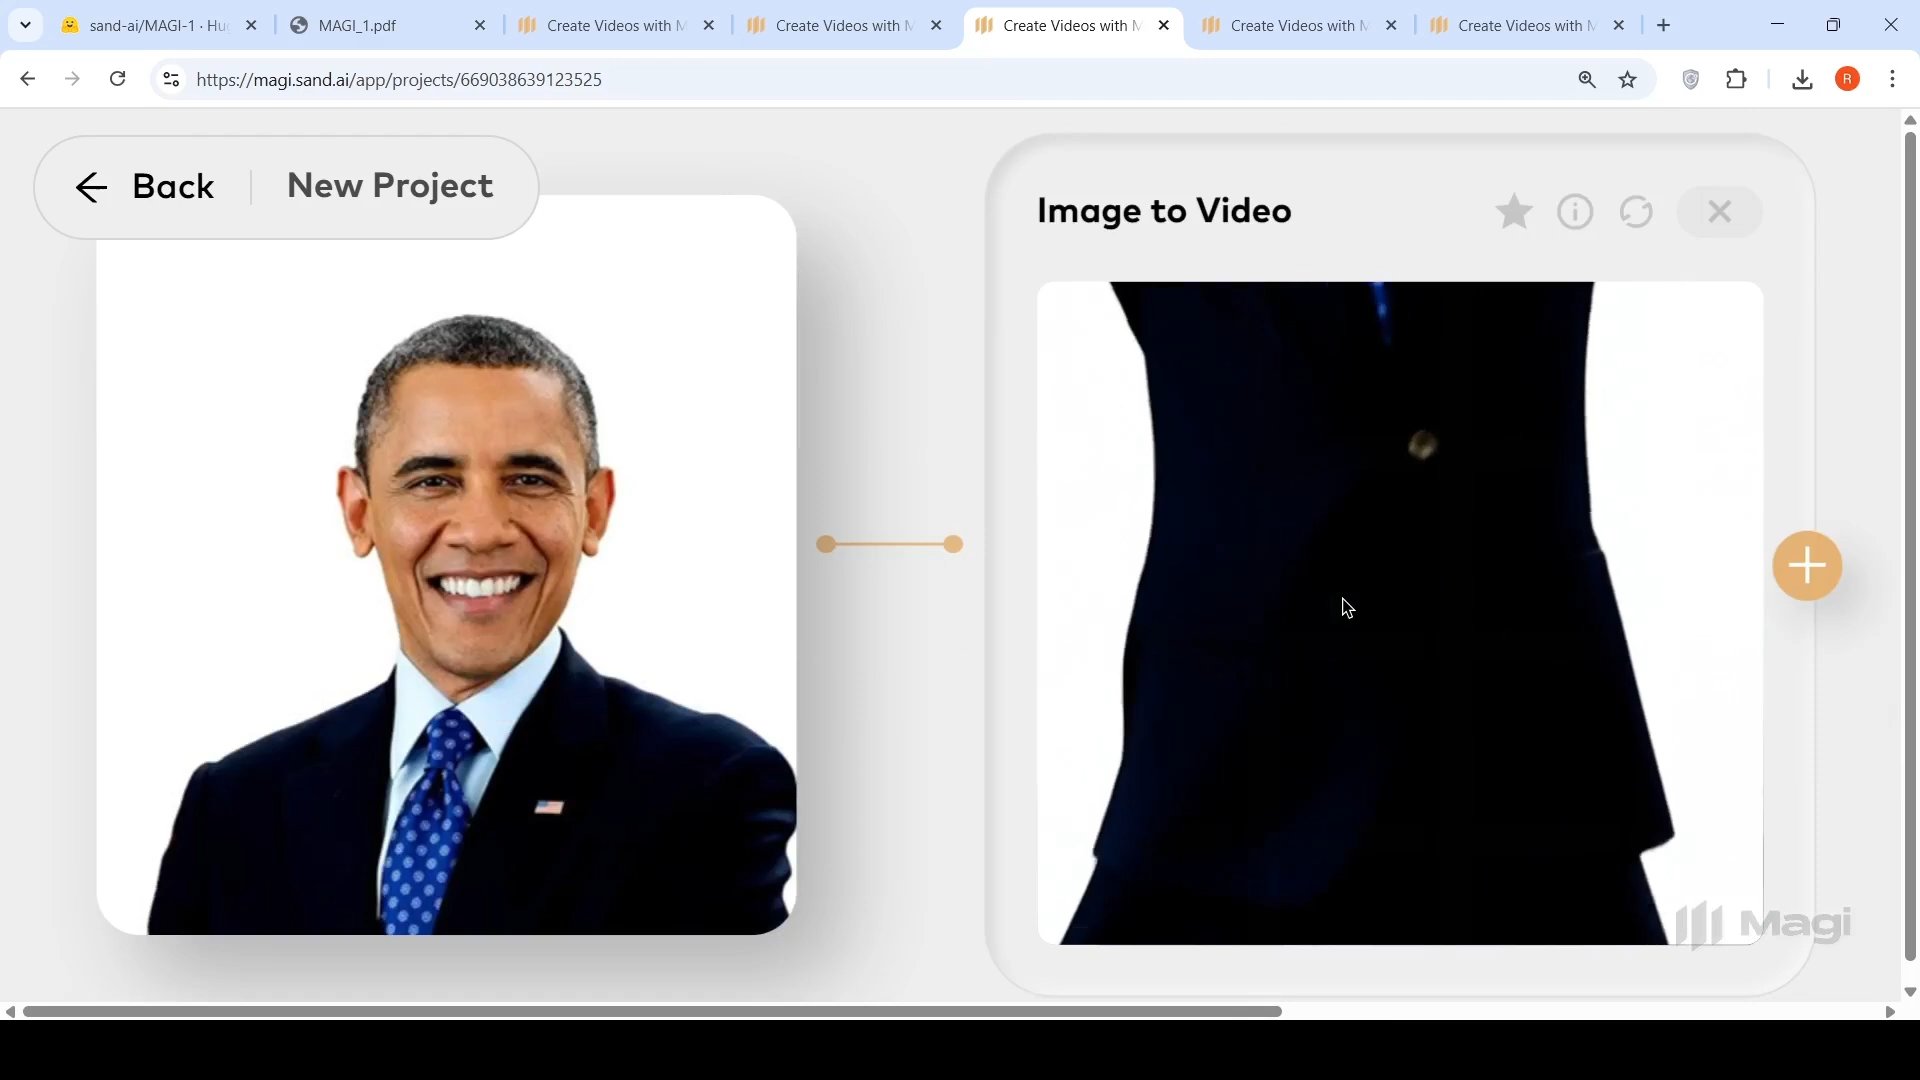 sand-ai/MAGI-1 · Hu
MAGI_1.pdf
Create Videos with M
Create Videos with M
Create Videos with M
Create Videos with M
Create Videos with M
https://magi.sand.ai/app/projects/669038639123525
R
Back
New Project
Image to Video
Magi